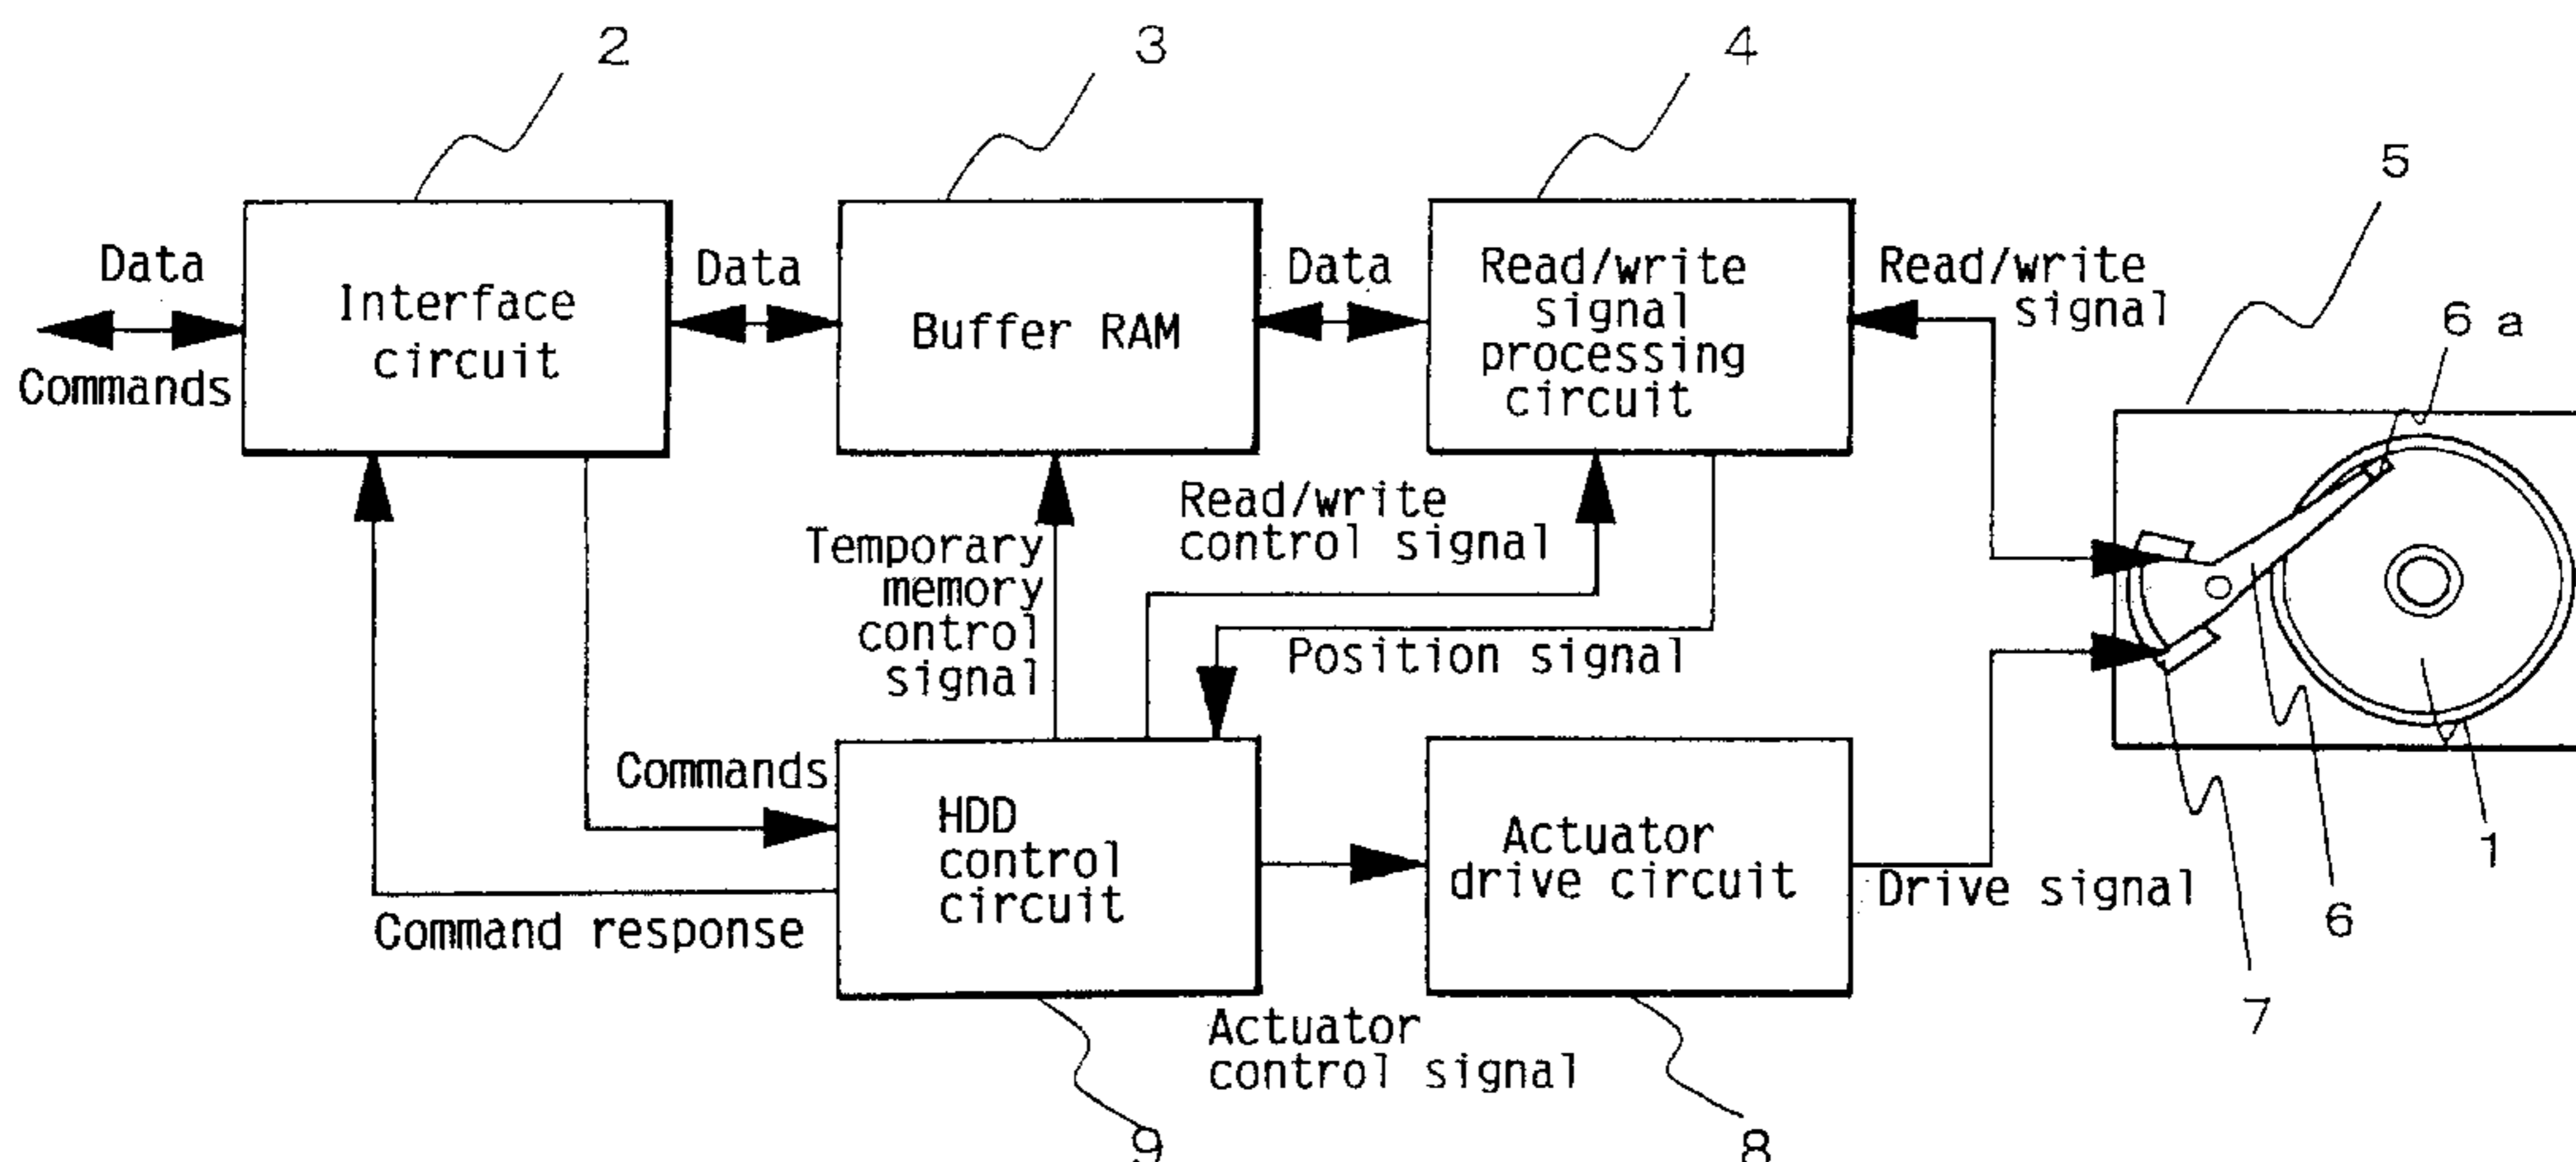 2
3
4
5
Data
Commands
Interface
circuit
Data
Buffer RAM
Data
Read/write
signal
processing
circuit
Read/write
signal
6 a
Temporary
memory
control
signal
Read/write
control signal
Position signal
Commands
Command response
HDD
control
circuit
Actuator
drive circuit
Drive signal
Actuator
control signal
1
6
7
9
8